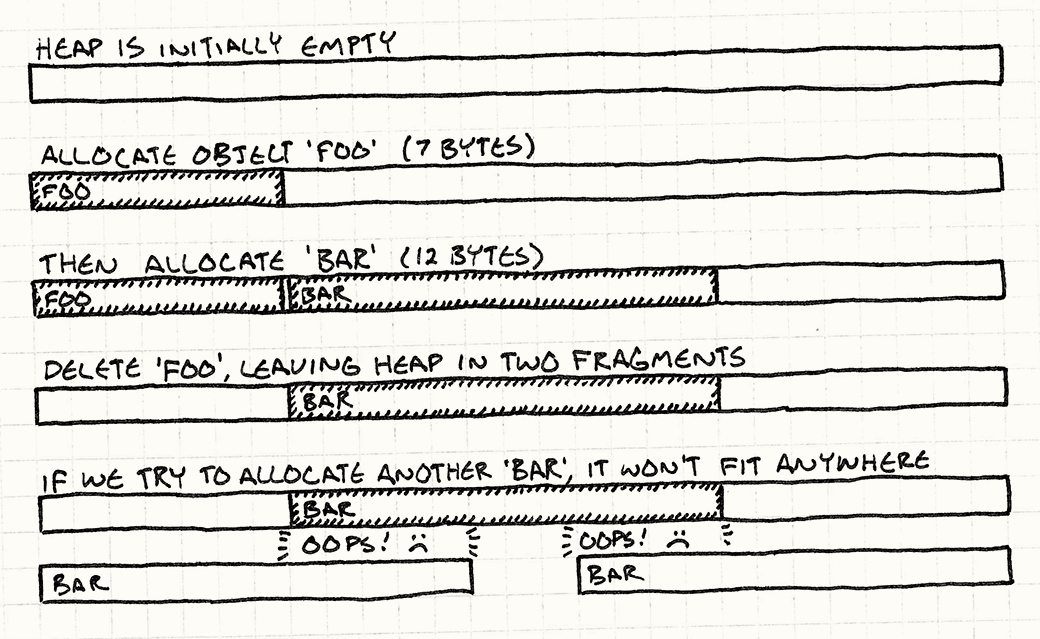 HEAP IS INITIALLY EMPTY
ALLOCATE OBJECT 'FOO' (7 BYTES)
FOO
THEN ALLOCATE 'BAR' (12 BYTES)
FOO BAR
DELETE 'FOO', LEAVING HEAP IN TWO FRAGMENTS
BAR
IF WE TRY TO ALLOCATE ANOTHER 'BAR', IT WON'T FIT ANYWHERE
BAR
OOPS! OOPS!
BAR BAR